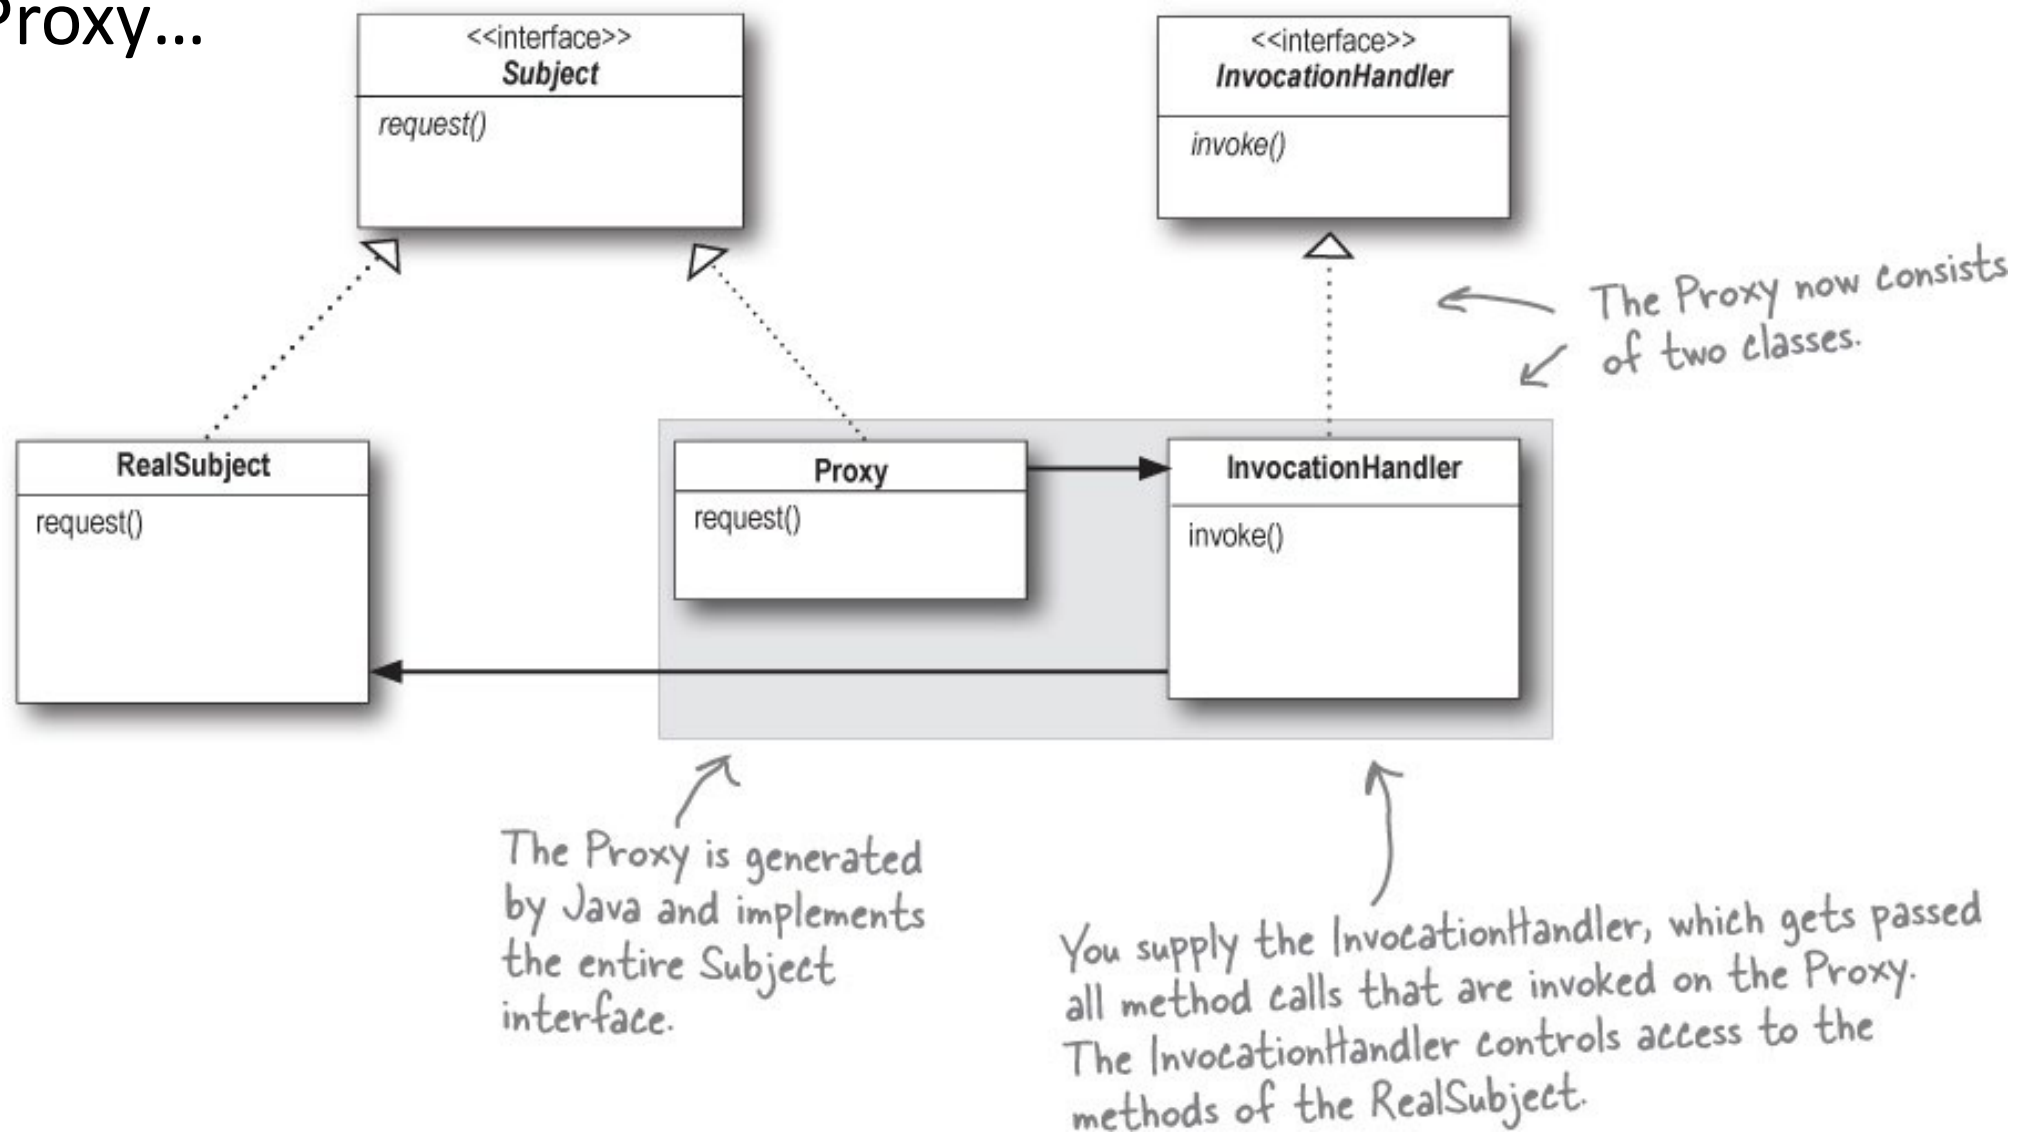 Proxy...
<<interface>>
Subject
request()
<<interface>>
InvocationHandler
invoke()
The Proxy now consists
of two classes.
RealSubject
request()
Proxy
request()
InvocationHandler
invoke()
The Proxy is generated
by Java and implements
the entire Subject
interface.
You supply the InvocationHandler, which gets passed
all method calls that are invoked on the Proxy.
The InvocationHandler controls access to the
methods of the RealSubject.